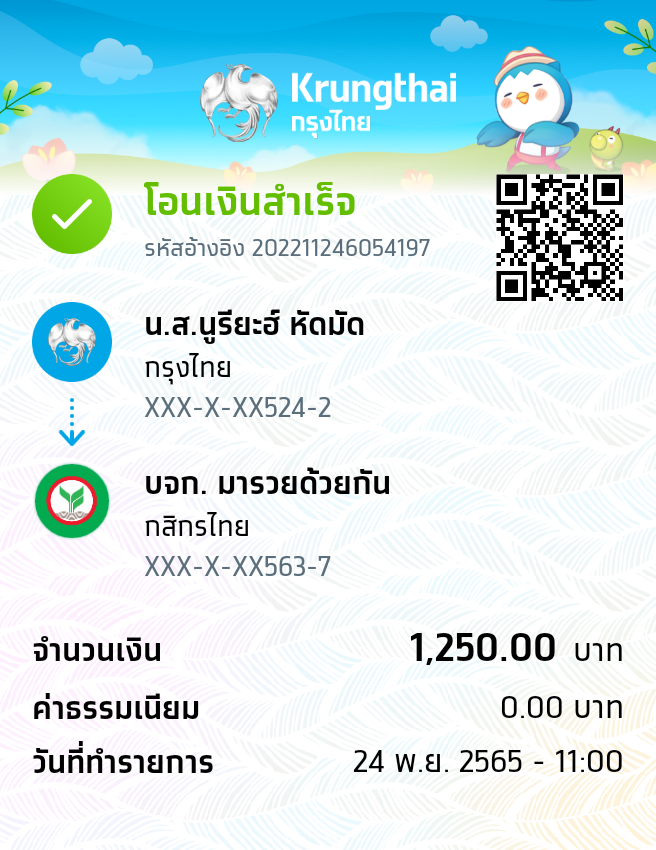 Krungthai
กรุงไทย
โอนเงินสำเร็จ
รหัสอ้างอิง 202211246054197
น.ส.นูรียะฮ์ หัดมัด
กรุงไทย
XXX-X-XX524-2
บจก. มารวยด้วยกัน
กสิกรไทย
XXX-X-XX563-7
จำนวนเงิน 1,250.00 บาท
ค่าธรรมเนียม 0.00 บาท
วันที่ทำรายการ 24 พ.ย. 2565 - 11:00